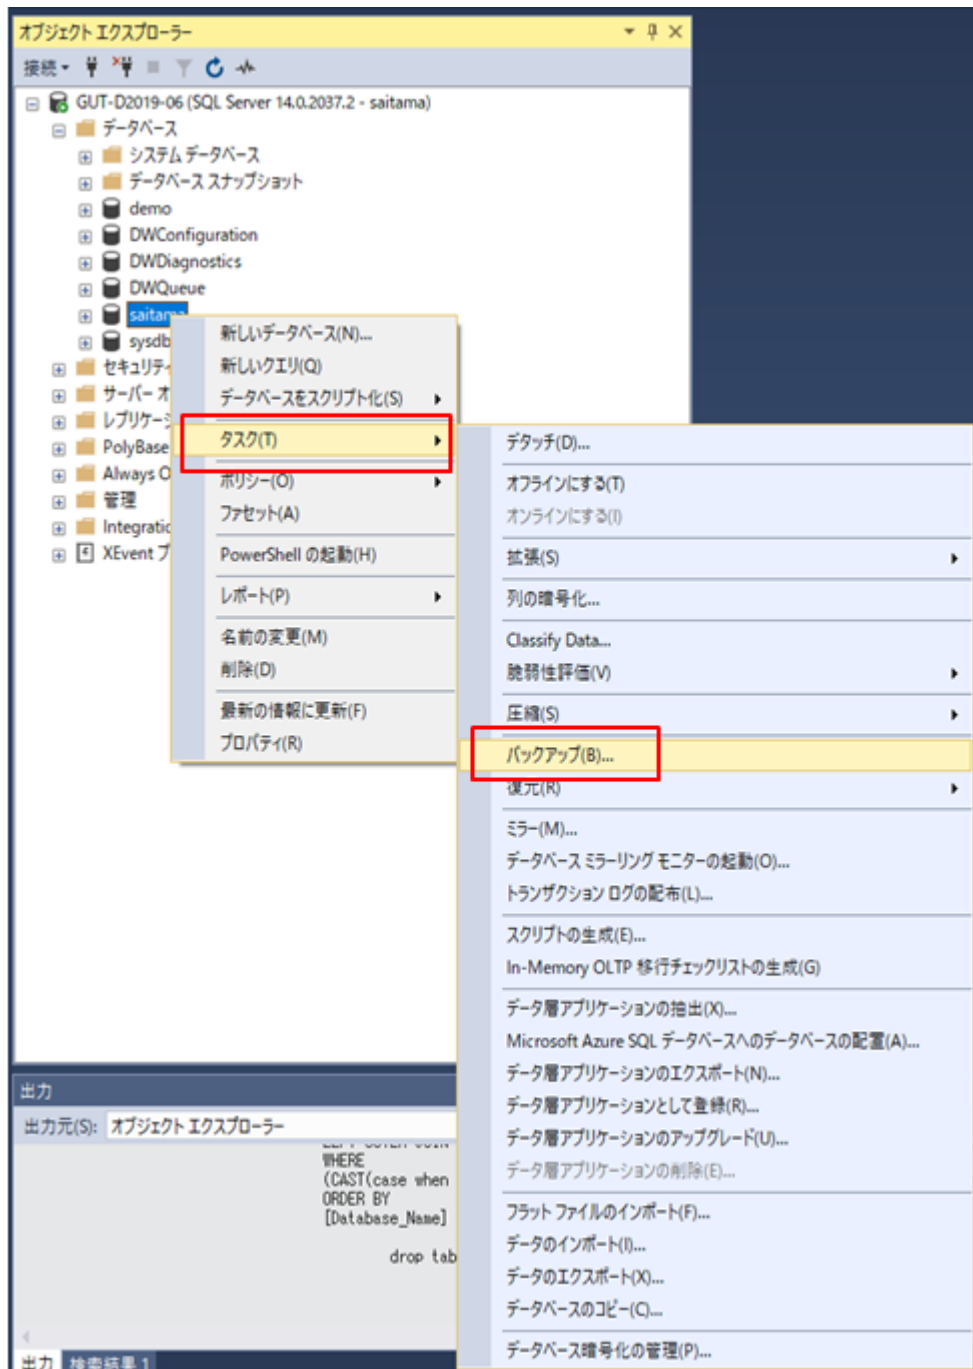 オブジェクト エクスプローラー
接続
GUT-D2019-06 (SQL Server 14.0.2037.2 - saitama)
データベース
システム データベース
データベース スナップショット
demo
DWConfiguration
DWDiagnostics
DWQueue
saitama
sysdb
セキュリティ
サーバー オ
レプリケーシ
PolyBase
Always O
管理
Integratio
XEvent プ
新しいデータベース(N)...
新しいクエリ(Q)
データベースをスクリプト化(S)
タスク(T)
ポリシー(O)
ファセット(A)
PowerShell の起動(H)
レポート(P)
名前の変更(M)
削除(D)
最新の情報に更新(F)
プロパティ(R)
デタッチ(D)...
オフラインにする(T)
オンラインにする(I)
拡張(S)
列の暗号化...
Classify Data...
脆弱性評価(V)
圧縮(S)
バックアップ(B)...
復元(R)
ミラー(M)...
データベース ミラーリング モニターの起動(O)...
トランザクション ログの配布(L)...
スクリプトの生成(E)...
In-Memory OLTP 移行チェックリストの生成(G)
データ層アプリケーションの抽出(X)...
Microsoft Azure SQL データベースへのデータベースの配置(A)...
データ層アプリケーションのエクスポート(N)...
データ層アプリケーションとして登録(R)...
データ層アプリケーションのアップグレード(U)...
データ層アプリケーションの削除(E)...
フラット ファイルのインポート(F)...
データのインポート(I)...
データのエクスポート(X)...
データベースのコピー(C)...
データベース暗号化の管理(P)...
出力
出力元(S): オブジェクト エクスプローラー
WHERE
(CAST(case when
ORDER BY
[Database_Name]
drop tab
出力 検索結果 1